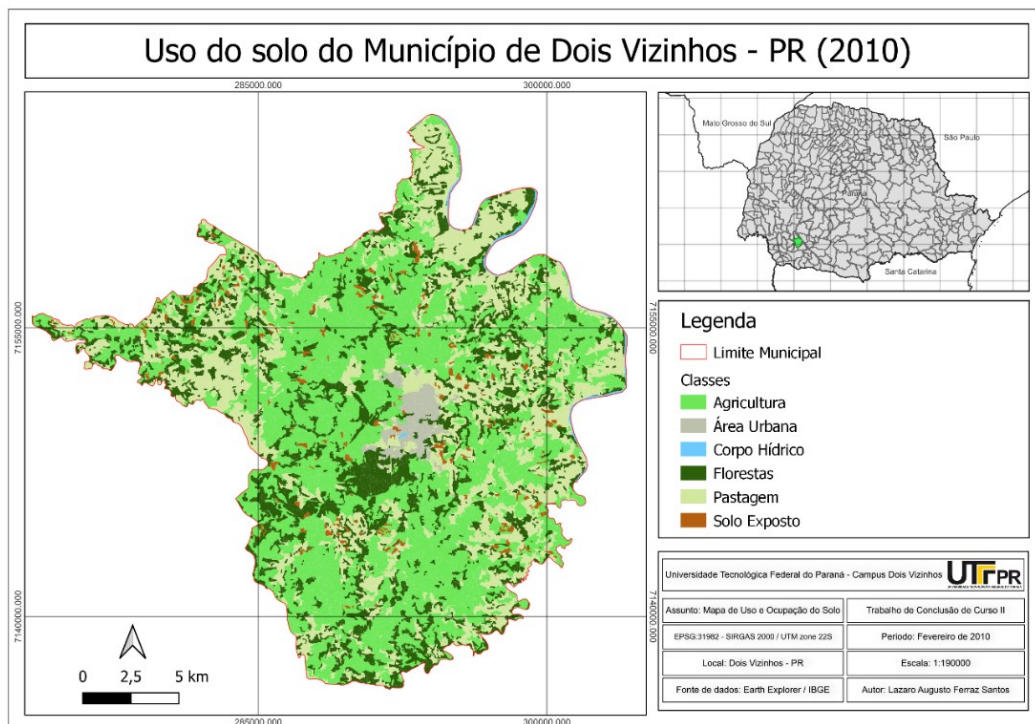 Uso do solo do Município de Dois Vizinhos - PR (2010)
285000.000
300000.000
7155000.000
7155000.000
7140000.000
7140000.000
285000.000
300000.000
0 2,5 5 km
Mato Grosso do Sul
São Paulo
Paraná
Santa Catarina
Legenda
Limite Municipal
Classes
Agricultura
Área Urbana
Corpo Hídrico
Florestas
Pastagem
Solo Exposto
Universidade Tecnológica Federal do Paraná - Campus Dois Vizinhos
UTFPR
Assunto: Mapa de Uso e Ocupação do Solo
Trabalho de Conclusão de Curso II
EPSG:31982 - SIRGAS 2000 / UTM zone 22S
Período: Fevereiro de 2010
Local: Dois Vizinhos - PR
Escala: 1:190000
Fonte de dados: Earth Explorer / IBGE
Autor: Lazaro Augusto Ferraz Santos